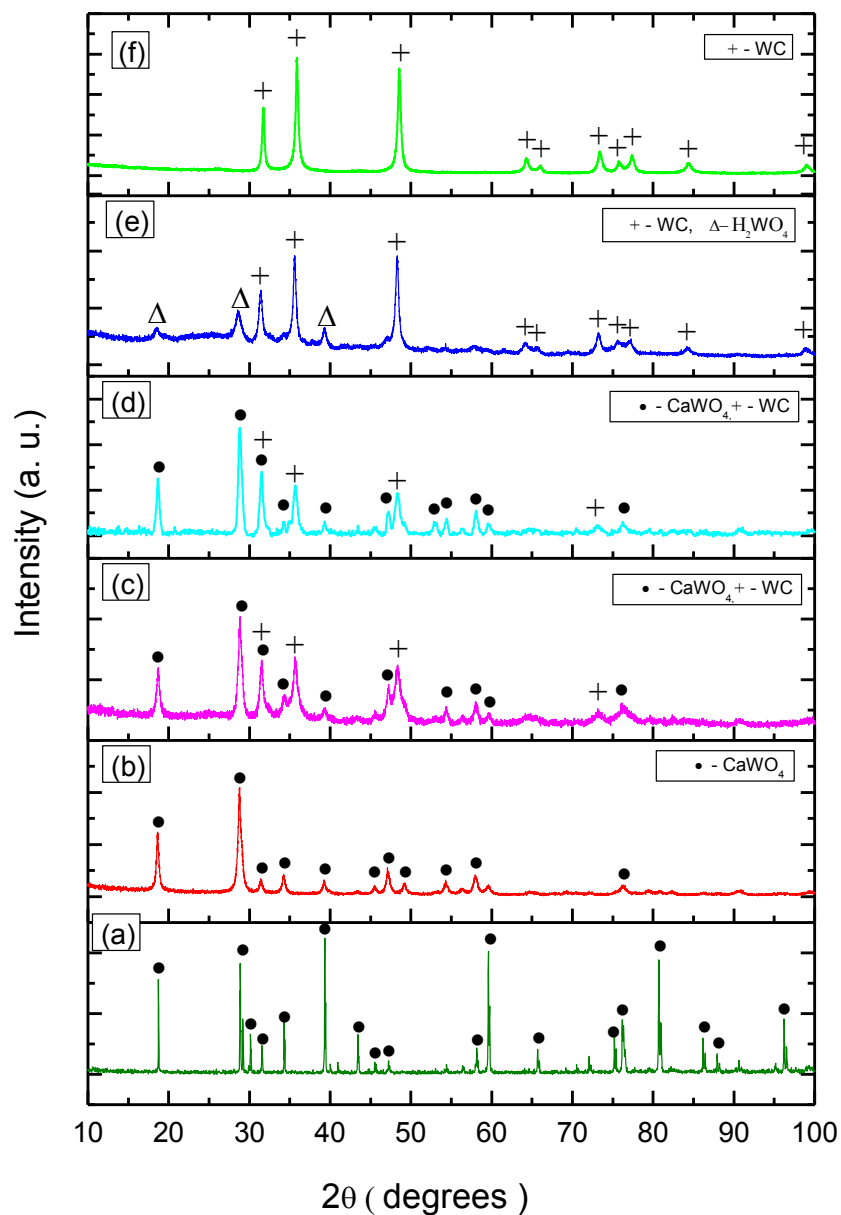 (f)
+ - WC
(e)
+ - WC, Δ– H₂WO₄
(d)
• - CaWO₄, + - WC
(c)
• - CaWO₄, + - WC
(b)
• - CaWO₄
(a)
Intensity (a. u.)
10 20 30 40 50 60 70 80 90 100
2θ ( degrees )